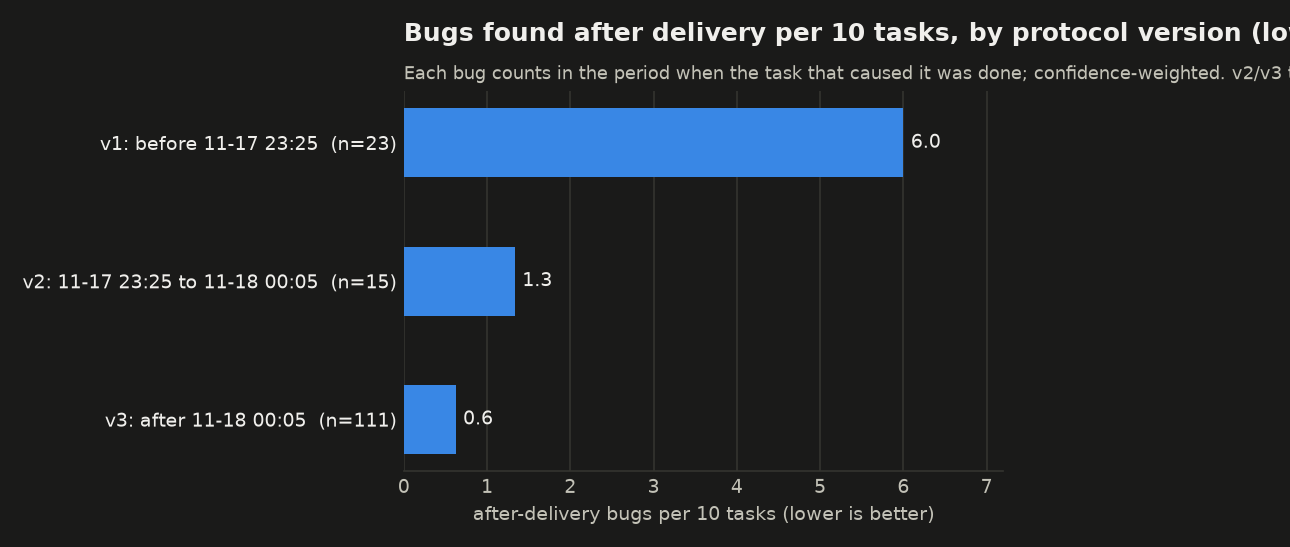 Bugs found after delivery per 10 tasks, by protocol version
Each bug counts in the period when the task that caused it was done; confidence-weighted. v2/v3
v1: before 11-17 23:25 (n=23)
6.0
v2: 11-17 23:25 to 11-18 00:05 (n=15)
1.3
v3: after 11-18 00:05 (n=111)
0.6
0 1 2 3 4 5 6 7
after-delivery bugs per 10 tasks (lower is better)